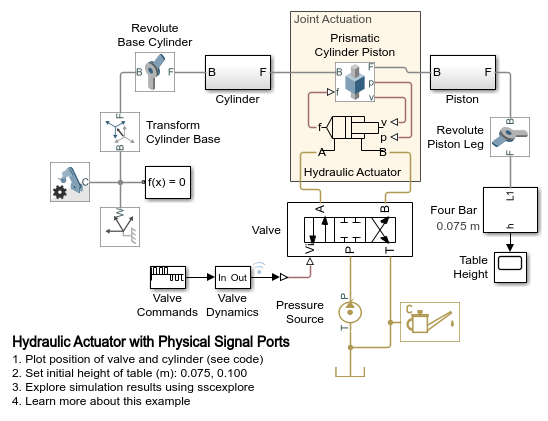 Joint Actuation
Revolute
Base Cylinder
Prismatic
Cylinder Piston
B
F
B
F
Cylinder
B
F
p
v
f
B
F
Piston
F
B
Transform
Cylinder Base
f
v
p
A
B
Hydraulic Actuator
Revolute
Piston Leg
B
F
C
f(x) = 0
W
Valve
A
B
Vi
P
T
Four Bar
0.075 m
L1
h
Table
Height
Valve
Commands
In Out
Valve
Dynamics
Pressure
Source
P
T
C
Hydraulic Actuator with Physical Signal Ports
1. Plot position of valve and cylinder (see code)
2. Set initial height of table (m): 0.075, 0.100
3. Explore simulation results using sscexplore
4. Learn more about this example